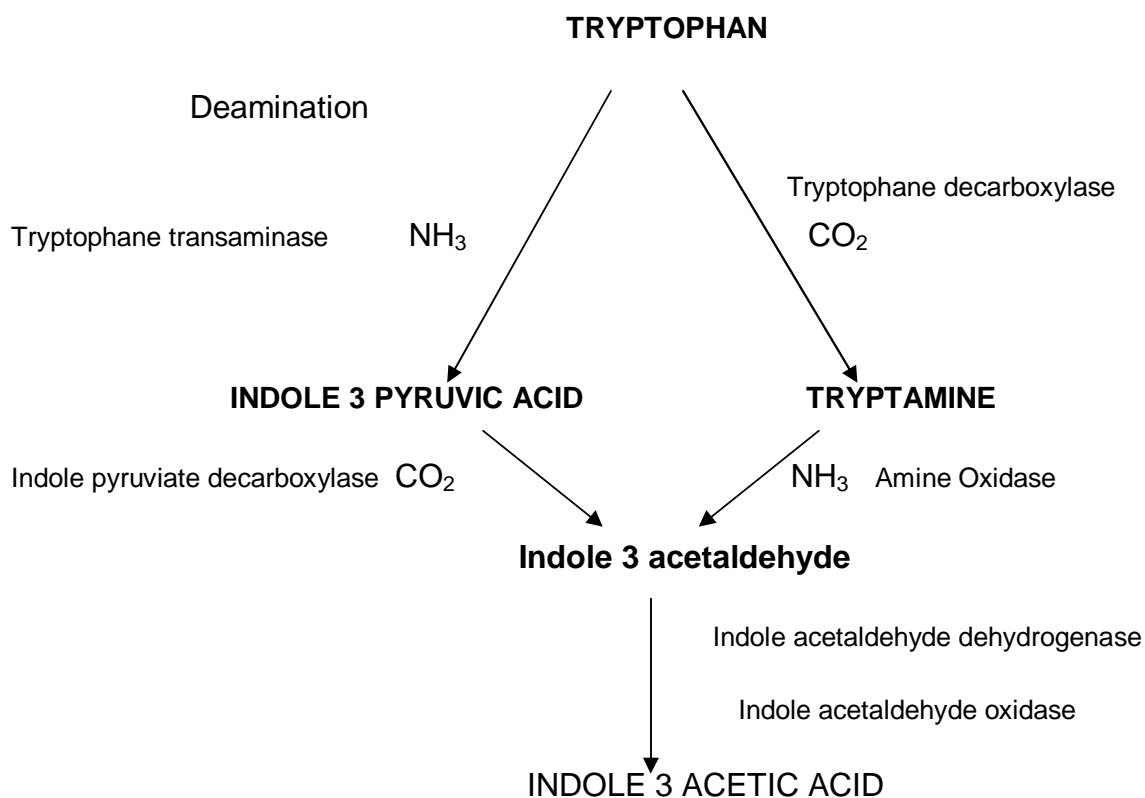 TRYPTOPHAN
Deamination
Tryptophane decarboxylase
Tryptophane transaminase NH₃ CO₂
INDOLE 3 PYRUVIC ACID TRYPTAMINE
Indole pyruviate decarboxylase CO₂ NH₃ Amine Oxidase
Indole 3 acetaldehyde
Indole acetaldehyde dehydrogenase
Indole acetaldehyde oxidase
INDOLE 3 ACETIC ACID